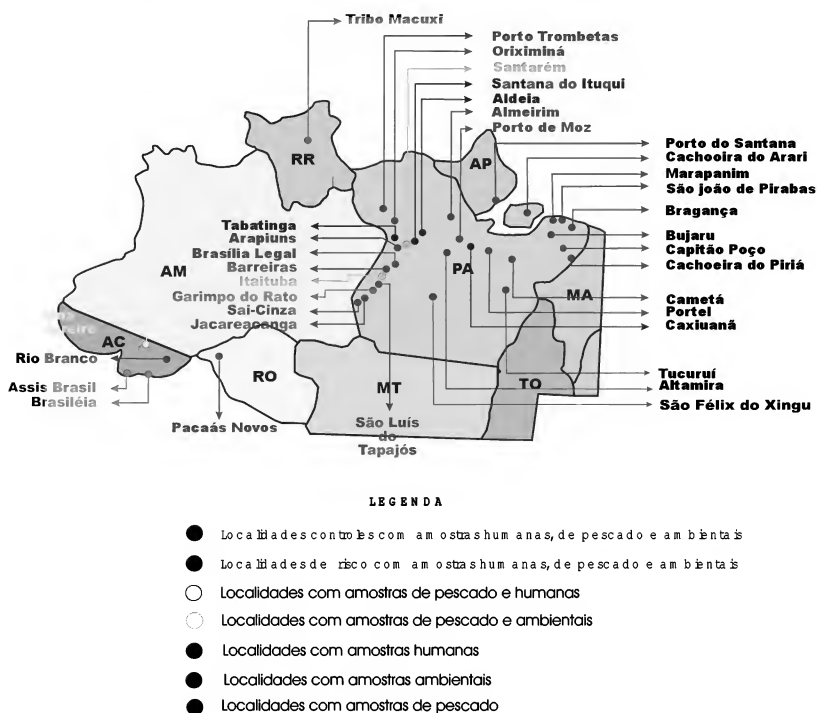 Tribo Macuxi
Porto Trombetas
Oriximiná
Santarém
Santana do Ituqui
Aldeia
Almeirim
Porto de Moz
Porto do Santana
Cachooira do Arari
Marapanim
São joão de Pirabas
Bragança
Bujaru
Capitão Poço
Cachoeira do Piriá
Cametá
Portel
Caxiuanã
Tucuruí
Altamira
São Félix do Xingu
RR
AP
AM
PA
MA
AC
RO
MT
TO
Tabatinga
Arapiuns
Brasília Legal
Barreiras
Itaituba
Garimpo do Rato
Sai-Cinza
Jacareacanga
Rio Branco
Assis Brasil
Brasiléia
Pacaás Novos
São Luís
do
Tapajós
LEGENDA
Localidades controles com amostras humanas, de pescado e ambientais
Localidades de risco com amostras humanas, de pescado e ambientais
Localidades com amostras de pescado e humanas
Localidades com amostras de pescado e ambientais
Localidades com amostras humanas
Localidades com amostras ambientais
Localidades com amostras de pescado